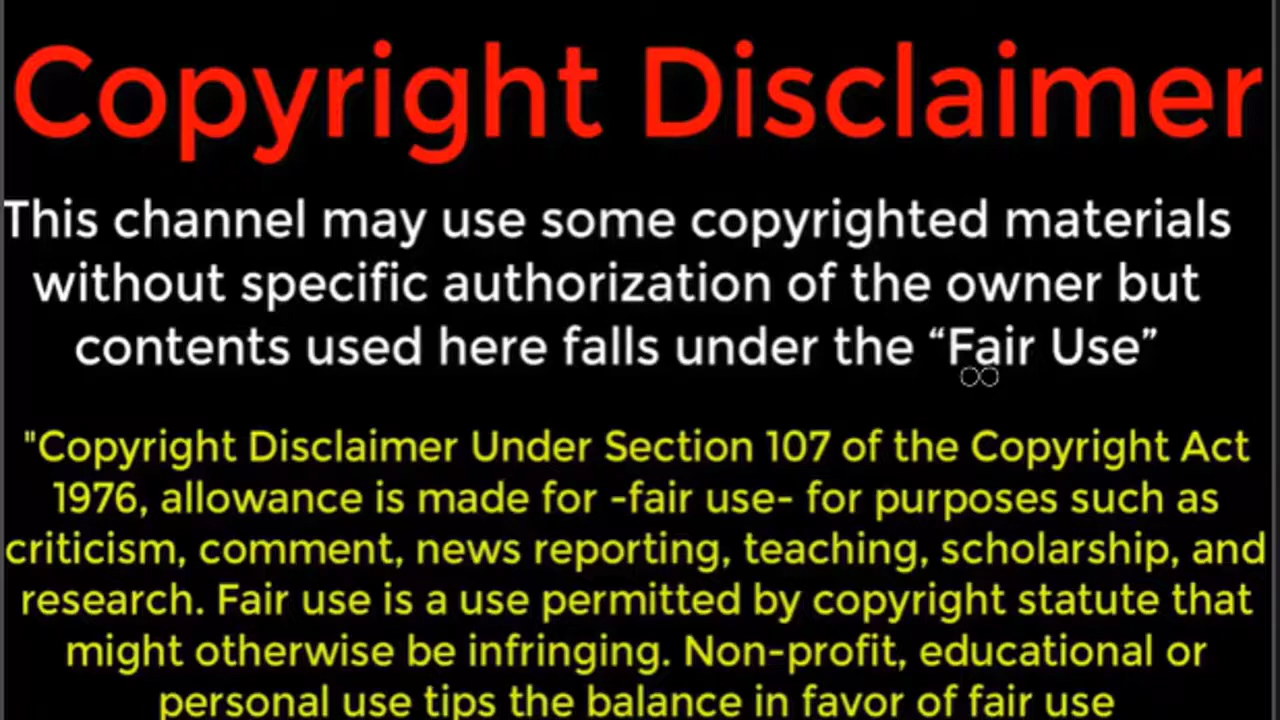 Copyright Disclaimer
This channel may use some copyrighted materials
without specific authorization of the owner but
contents used here falls under the “Fair Use”
"Copyright Disclaimer Under Section 107 of the Copyright Act
1976, allowance is made for -fair use- for purposes such as
criticism, comment, news reporting, teaching, scholarship, and
research. Fair use is a use permitted by copyright statute that
might otherwise be infringing. Non-profit, educational or
personal use tips the balance in favor of fair use